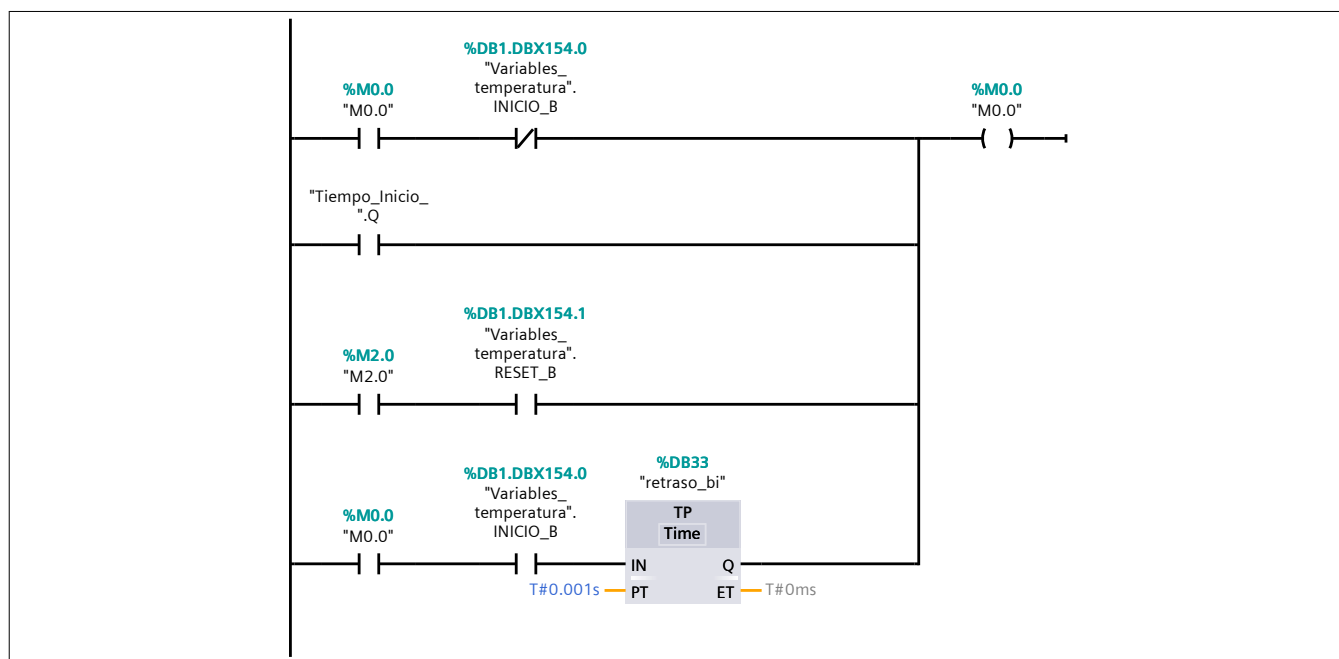 %DB1.DBX154.0
"Variables_
temperatura".
INICIO_B
%M0.0
"M0.0"
%M0.0
"M0.0"
"Tiempo_Inicio_
".Q
%DB1.DBX154.1
"Variables_
temperatura".
RESET_B
%M2.0
"M2.0"
%DB1.DBX154.0
"Variables_
temperatura".
INICIO_B
%M0.0
"M0.0"
%DB33
"retraso_bi"
TP
Time
IN Q
T#0.001s PT ET T#0ms